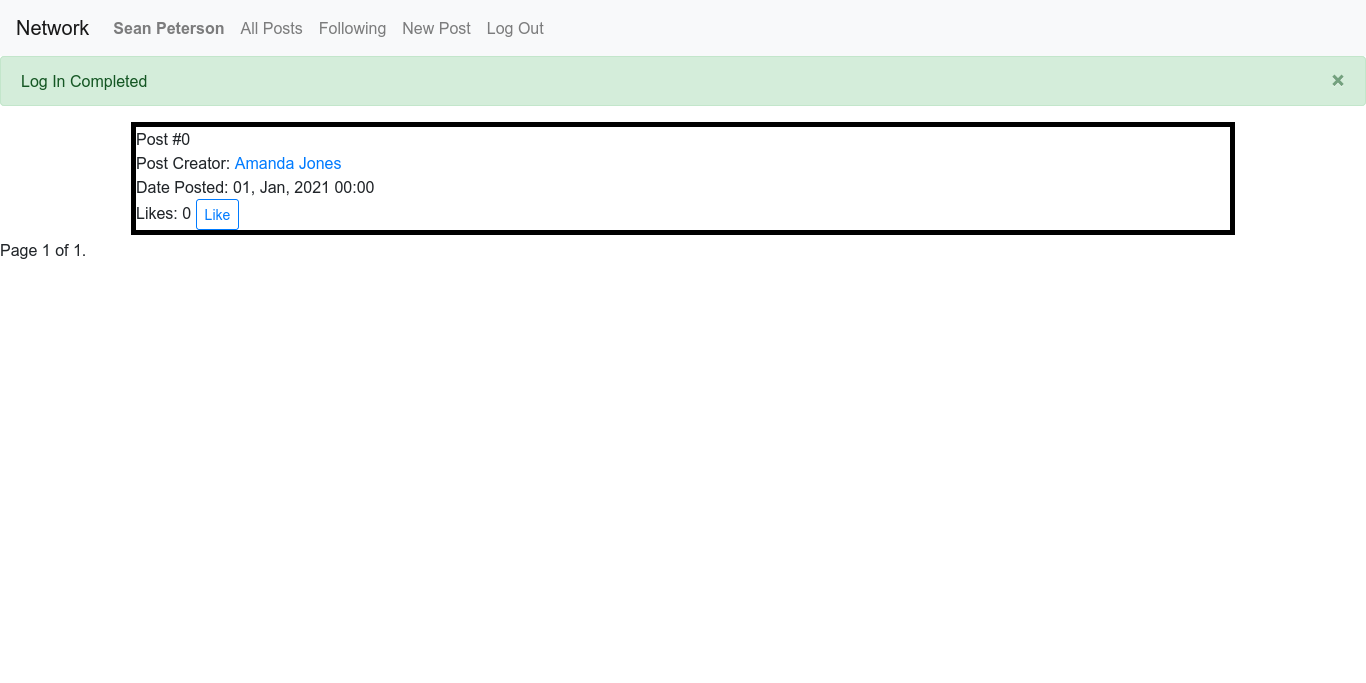 Network Sean Peterson All Posts Following New Post Log Out
Log In Completed ×
Post #0
Post Creator: Amanda Jones
Date Posted: 01, Jan, 2021 00:00
Likes: 0 Like
Page 1 of 1.